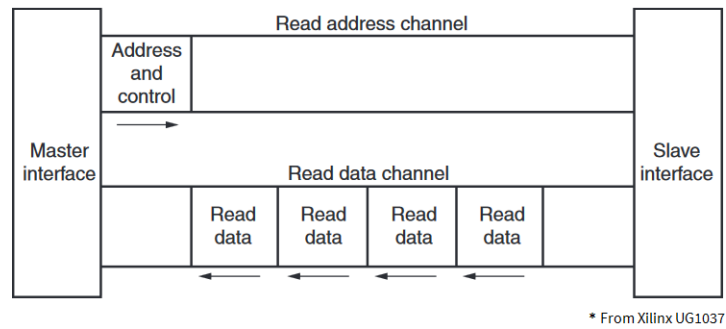 Read address channel
Address
and
control
Master
interface
Slave
interface
Read data channel
Read
data
Read
data
Read
data
Read
data
* From Xilinx UG1037